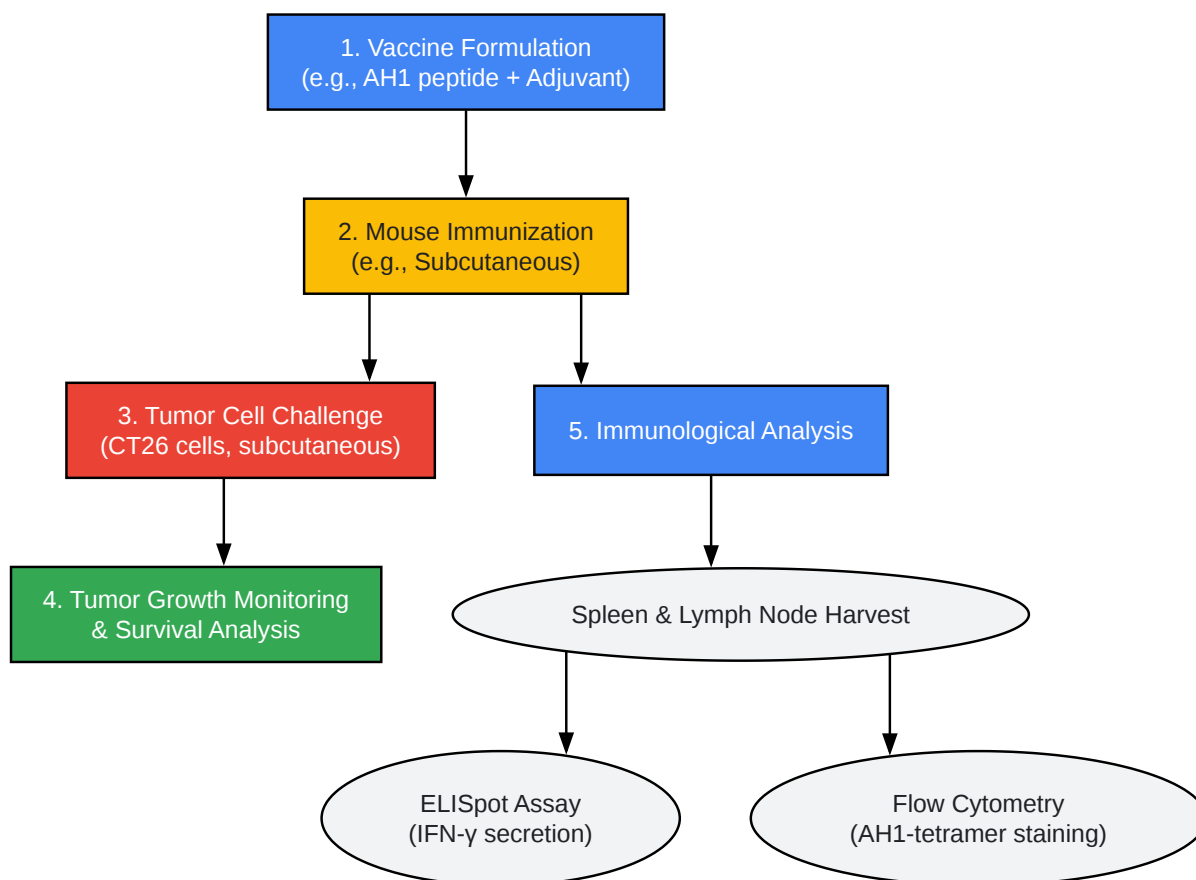 1. Vaccine Formulation
(e.g., AH1 peptide + Adjuvant)
2. Mouse Immunization
(e.g., Subcutaneous)
3. Tumor Cell Challenge
(CT26 cells, subcutaneous)
5. Immunological Analysis
4. Tumor Growth Monitoring
& Survival Analysis
Spleen & Lymph Node Harvest
ELISpot Assay
(IFN-γ secretion)
Flow Cytometry
(AH1-tetramer staining)